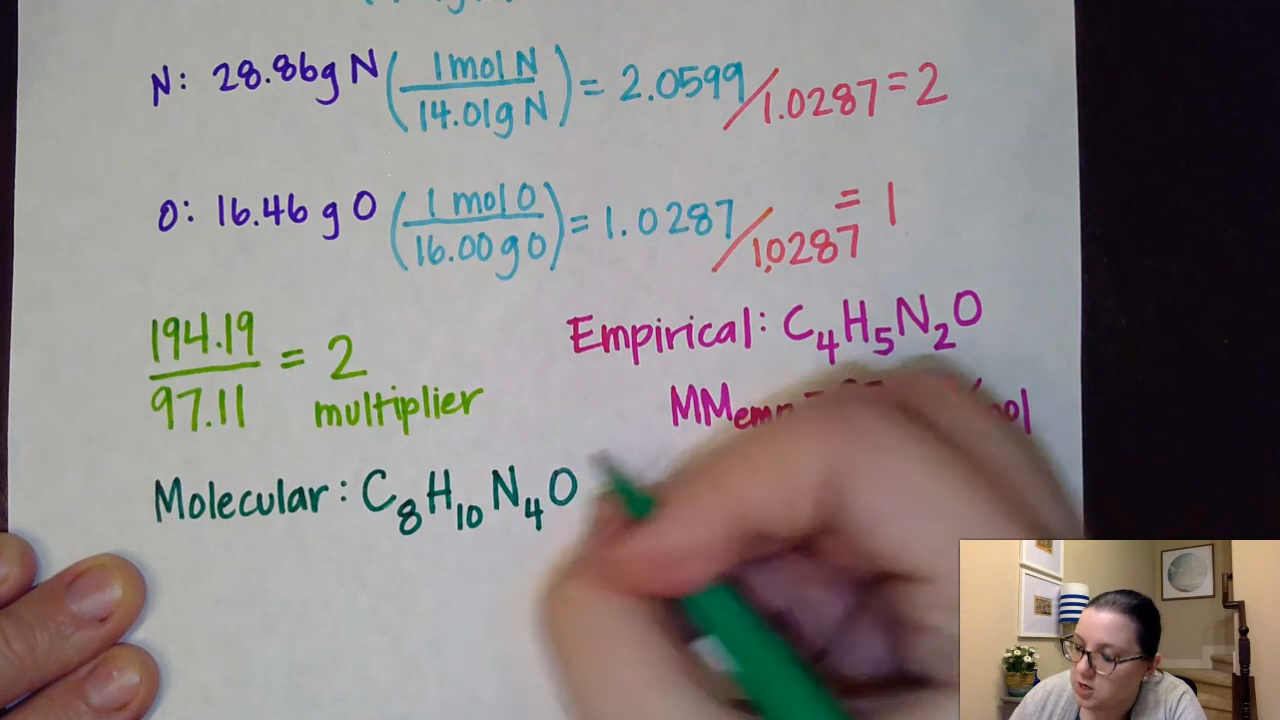 N: 28.86g N (1 mol N / 14.01g N) = 2.0599 / 1.0287 = 2
O: 16.46 g O (1 mol O / 16.00 g O) = 1.0287 / 1.0287 = 1
194.19 / 97.11 = 2
multiplier
Empirical: C4H5N2O
MMemp
Molecular: C8H10N4O